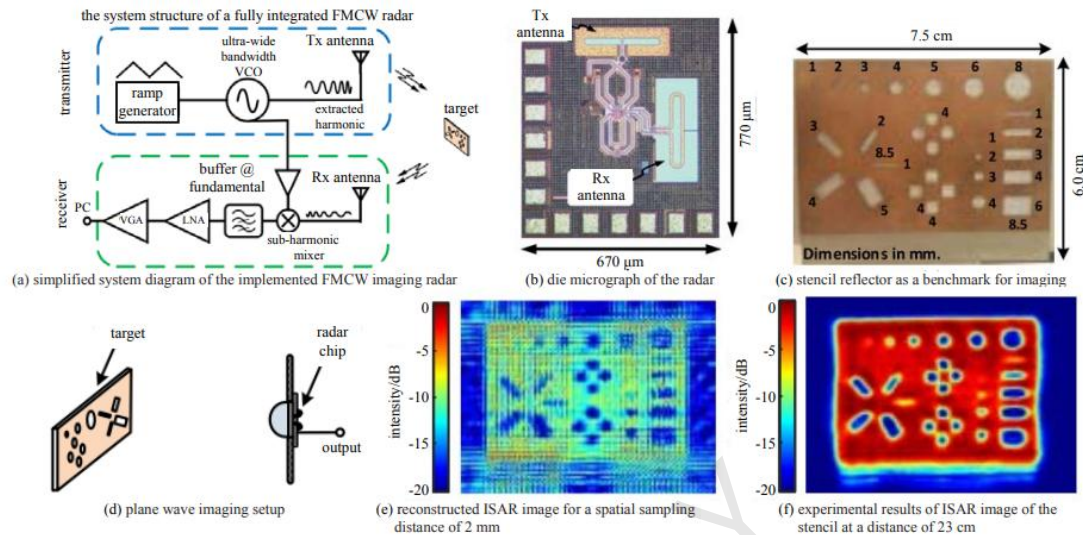 the system structure of a fully integrated FMCW radar
transmitter
ramp
generator
ultra-wide
bandwidth
VCO
Tx antenna
extracted
harmonic
target
receiver
PC
VGA
LNA
buffer @
fundamental
sub-harmonic
mixer
Rx antenna
(a) simplified system diagram of the implemented FMCW imaging radar
Tx
antenna
Rx
antenna
770 μm
670 μm
(b) die micrograph of the radar
7.5 cm
6.0 cm
1 2 3 4 5 6 8
4
1
3
2
1
2
8.5
1
2
3
1
3
4
4
4
5
4
4
4
6
8.5
Dimensions in mm.
(c) stencil reflector as a benchmark for imaging
target
radar
chip
output
(d) plane wave imaging setup
intensity/dB
0
-5
-10
-15
-20
(e) reconstructed ISAR image for a spatial sampling
distance of 2 mm
intensity/dB
0
-5
-10
-15
-20
(f) experimental results of ISAR image of the
stencil at a distance of 23 cm